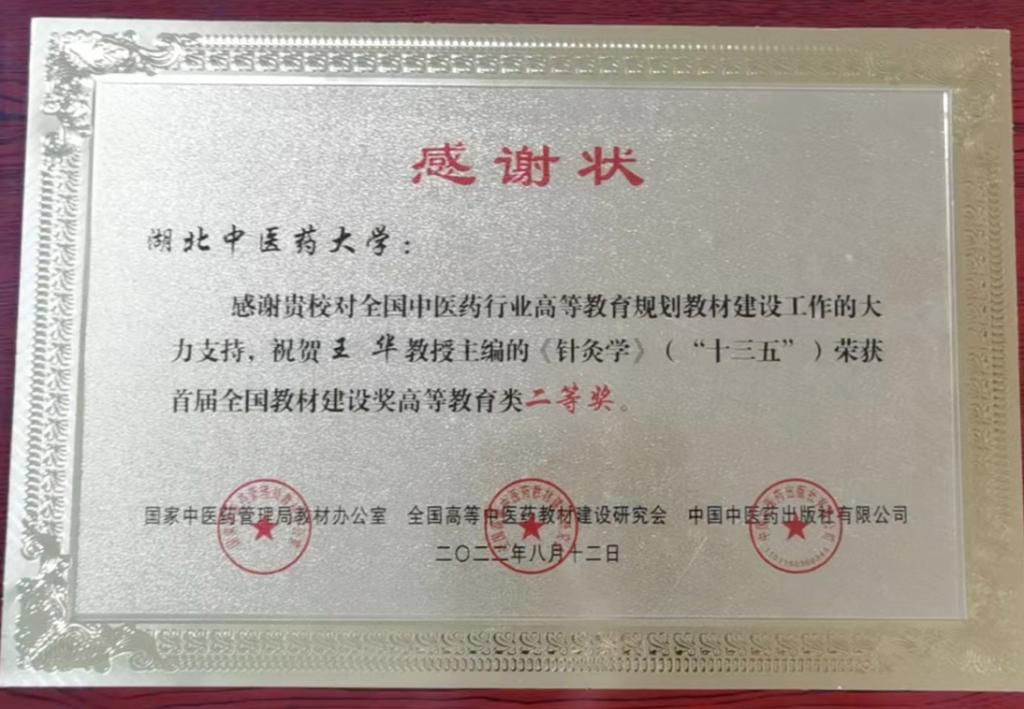 感谢状
湖北中医药大学：
感谢贵校对全国中医药行业高等教育规划教材建设工作的大
力支持，祝贺王 华教授主编的《针灸学》（“十三五”）荣获
首届全国教材建设奖高等教育类二等奖。
国家中医药管理局教材办公室 全国高等中医药教材建设研究会 中国中医药出版社有限公司
二〇二二年八月十二日